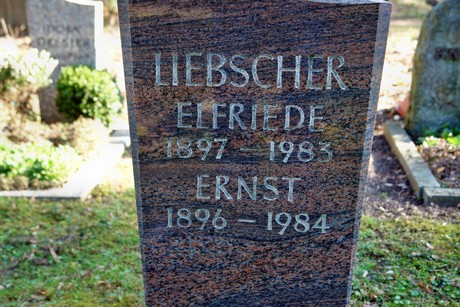 LIEBSCHER
ELFRIEDE
1897 – 1983
ERNST
1896 – 1984